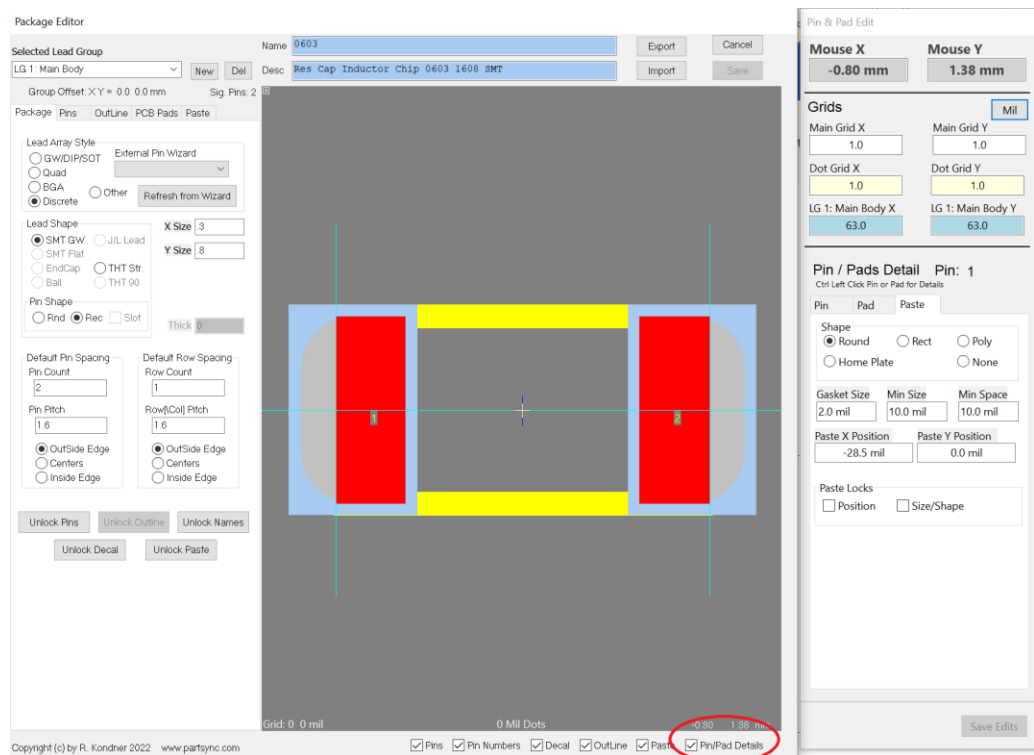 Package Editor
Selected Lead Group
LG 1: Main Body
New
Del
Group Offset: X Y = 0.0 0.0 mm
Sig. Pins: 2
Name
0603
Desc
Res Cap Inductor Chip 0603 1608 SMT
Export
Cancel
Import
Save
Package
Pins
OutLine
PCB Pads
Paste
Lead Array Style
GW/DIP/SOT
Quad
BGA
Discrete
Other
External Pin Wizard
Refresh from Wizard
Lead Shape
SMT GW
J/L Lead
SMT Flat
EndCap
THT Str.
Ball
THT 90
X Size
.3
Y Size
.8
Pin Shape
Rnd
Rec
Slot
Thick
0
Default Pin Spacing
Pin Count
2
Pin Pitch
1.6
OutSide Edge
Centers
Inside Edge
Default Row Spacing
Row Count
1
Row[\Col] Pitch
1.6
OutSide Edge
Centers
Inside Edge
Unlock Pins
Unlock Outline
Unlock Names
Unlock Decal
Unlock Paste
1
2
Grid: 0 0 mil
0 Mil Dots
-0.80 1.38
Copyright (c) by R. Kondner 2022 www.partsync.com
Pins
Pin Numbers
Decal
OutLine
Paste
Pin/Pad Details
Pin & Pad Edit
Mouse X
Mouse Y
-0.80 mm
1.38 mm
Grids
Mil
Main Grid X
Main Grid Y
1.0
1.0
Dot Grid X
Dot Grid Y
1.0
1.0
LG 1: Main Body X
LG 1: Main Body Y
63.0
63.0
Pin / Pads Detail Pin: 1
Ctrl Left Click Pin or Pad for Details
Pin
Pad
Paste
Shape
Round
Rect
Poly
Home Plate
None
Gasket Size
Min Size
Min Space
2.0 mil
10.0 mil
10.0 mil
Paste X Position
Paste Y Position
-28.5 mil
0.0 mil
Paste Locks
Position
Size/Shape
Save Edits